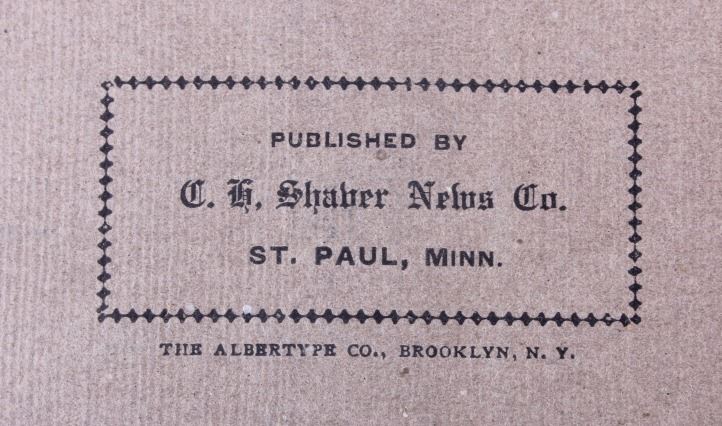 PUBLISHED BY
C. H. Shaver News Co.
ST. PAUL, MINN.
THE ALBERTYPE CO., BROOKLYN, N. Y.